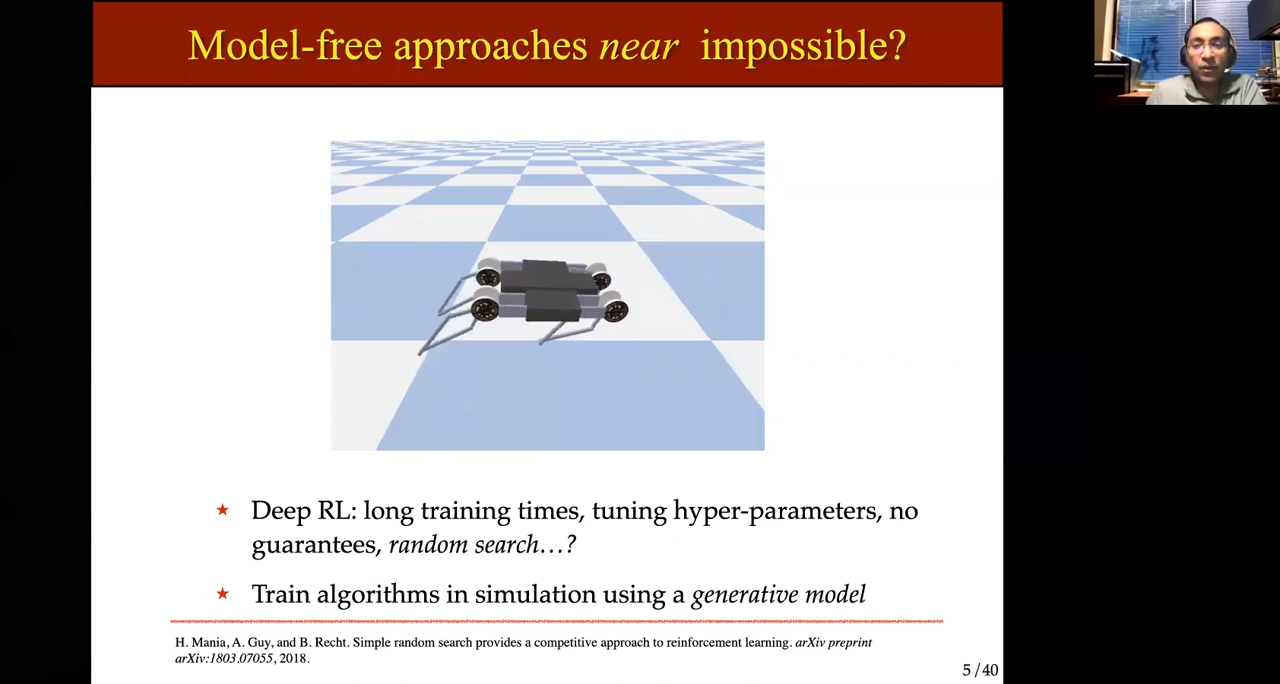 Model-free approaches near impossible?
★ Deep RL: long training times, tuning hyper-parameters, no
guarantees, random search…?
★ Train algorithms in simulation using a generative model
H. Mania, A. Guy, and B. Recht. Simple random search provides a competitive approach to reinforcement learning. arXiv preprint
arXiv:1803.07055, 2018.
5/40